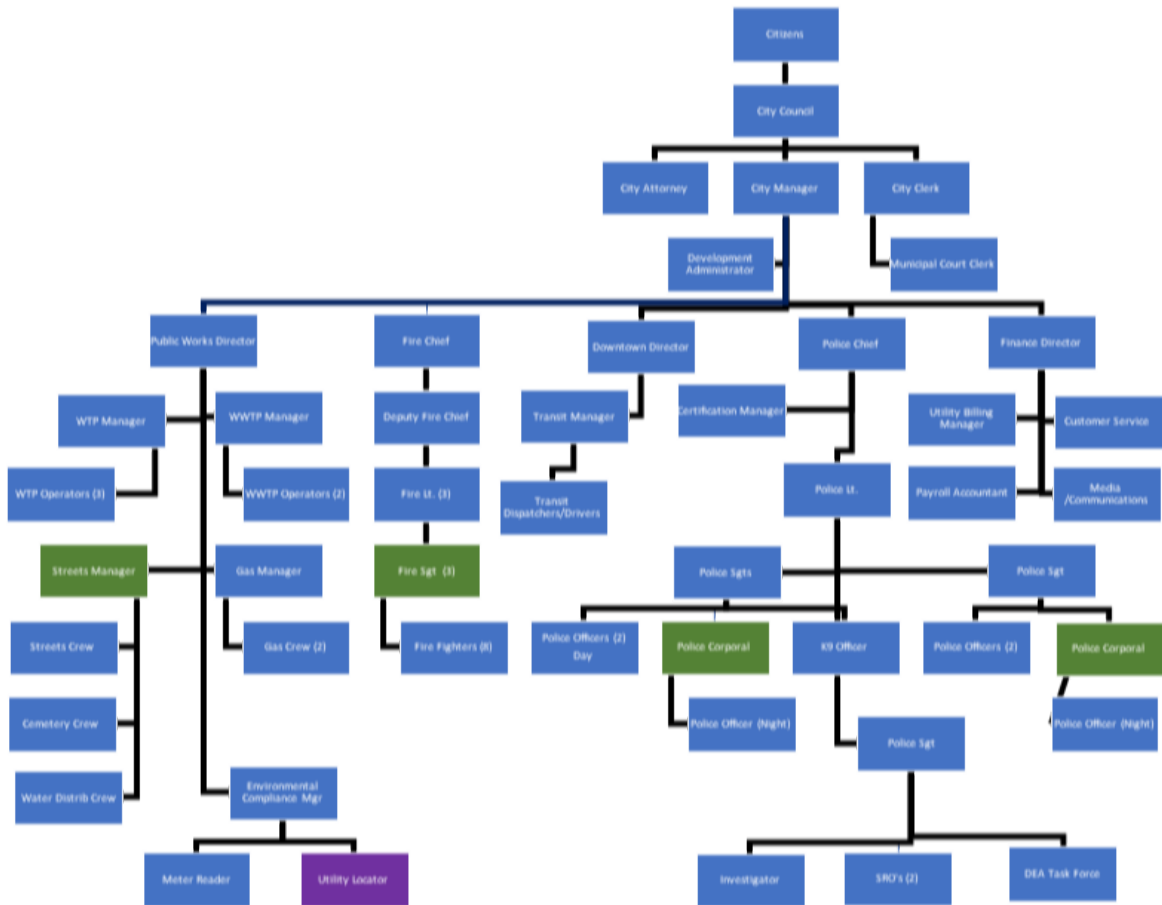 Citizens
City Council
City Attorney
City Manager
City Clerk
Development
Administrator
Municipal Court Clerk
Public Works Director
Fire Chief
Downtown Director
Police Chief
Finance Director
WTP Manager
WWTP Manager
Deputy Fire Chief
Transit Manager
Certification Manager
Utility Billing
Manager
Customer Service
WTP Operators (3)
WWTP Operators (2)
Fire Lt. (3)
Transit
Dispatchers/Drivers
Police Lt.
Payroll Accountant
Media
/Communications
Streets Manager
Gas Manager
Fire Sgt (3)
Police Sgts
Police Sgt
Streets Crew
Gas Crew (2)
Fire Fighters (8)
Police Officers (2)
Day
Police Corporal
K9 Officer
Police Officers (2)
Police Corporal
Cemetery Crew
Police Officer (Night)
Police Sgt
Police Officer (Night)
Water Distrib Crew
Environmental
Compliance Mgr
Meter Reader
Utility Locator
Investigator
SRO's (2)
DEA Task Force